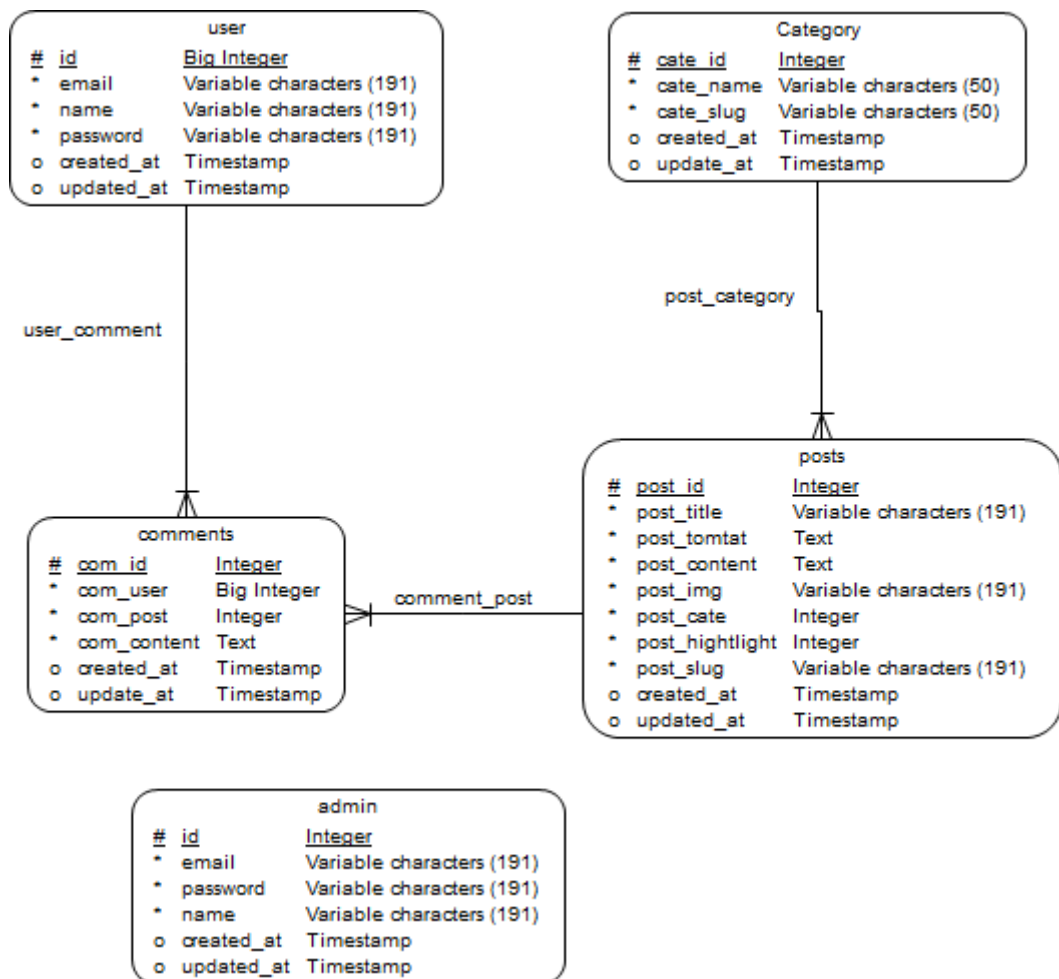 user
# id Big Integer
* email Variable characters (191)
* name Variable characters (191)
* password Variable characters (191)
o created_at Timestamp
o updated_at Timestamp
Category
# cate_id Integer
* cate_name Variable characters (50)
* cate_slug Variable characters (50)
o created_at Timestamp
o update_at Timestamp
user_comment
post_category
comments
# com_id Integer
* com_user Big Integer
* com_post Integer
* com_content Text
o created_at Timestamp
o update_at Timestamp
comment_post
posts
# post_id Integer
* post_title Variable characters (191)
* post_tomtat Text
* post_content Text
* post_img Variable characters (191)
* post_cate Integer
* post_hightlight Integer
* post_slug Variable characters (191)
o created_at Timestamp
o updated_at Timestamp
admin
# id Integer
* email Variable characters (191)
* password Variable characters (191)
* name Variable characters (191)
o created_at Timestamp
o updated_at Timestamp